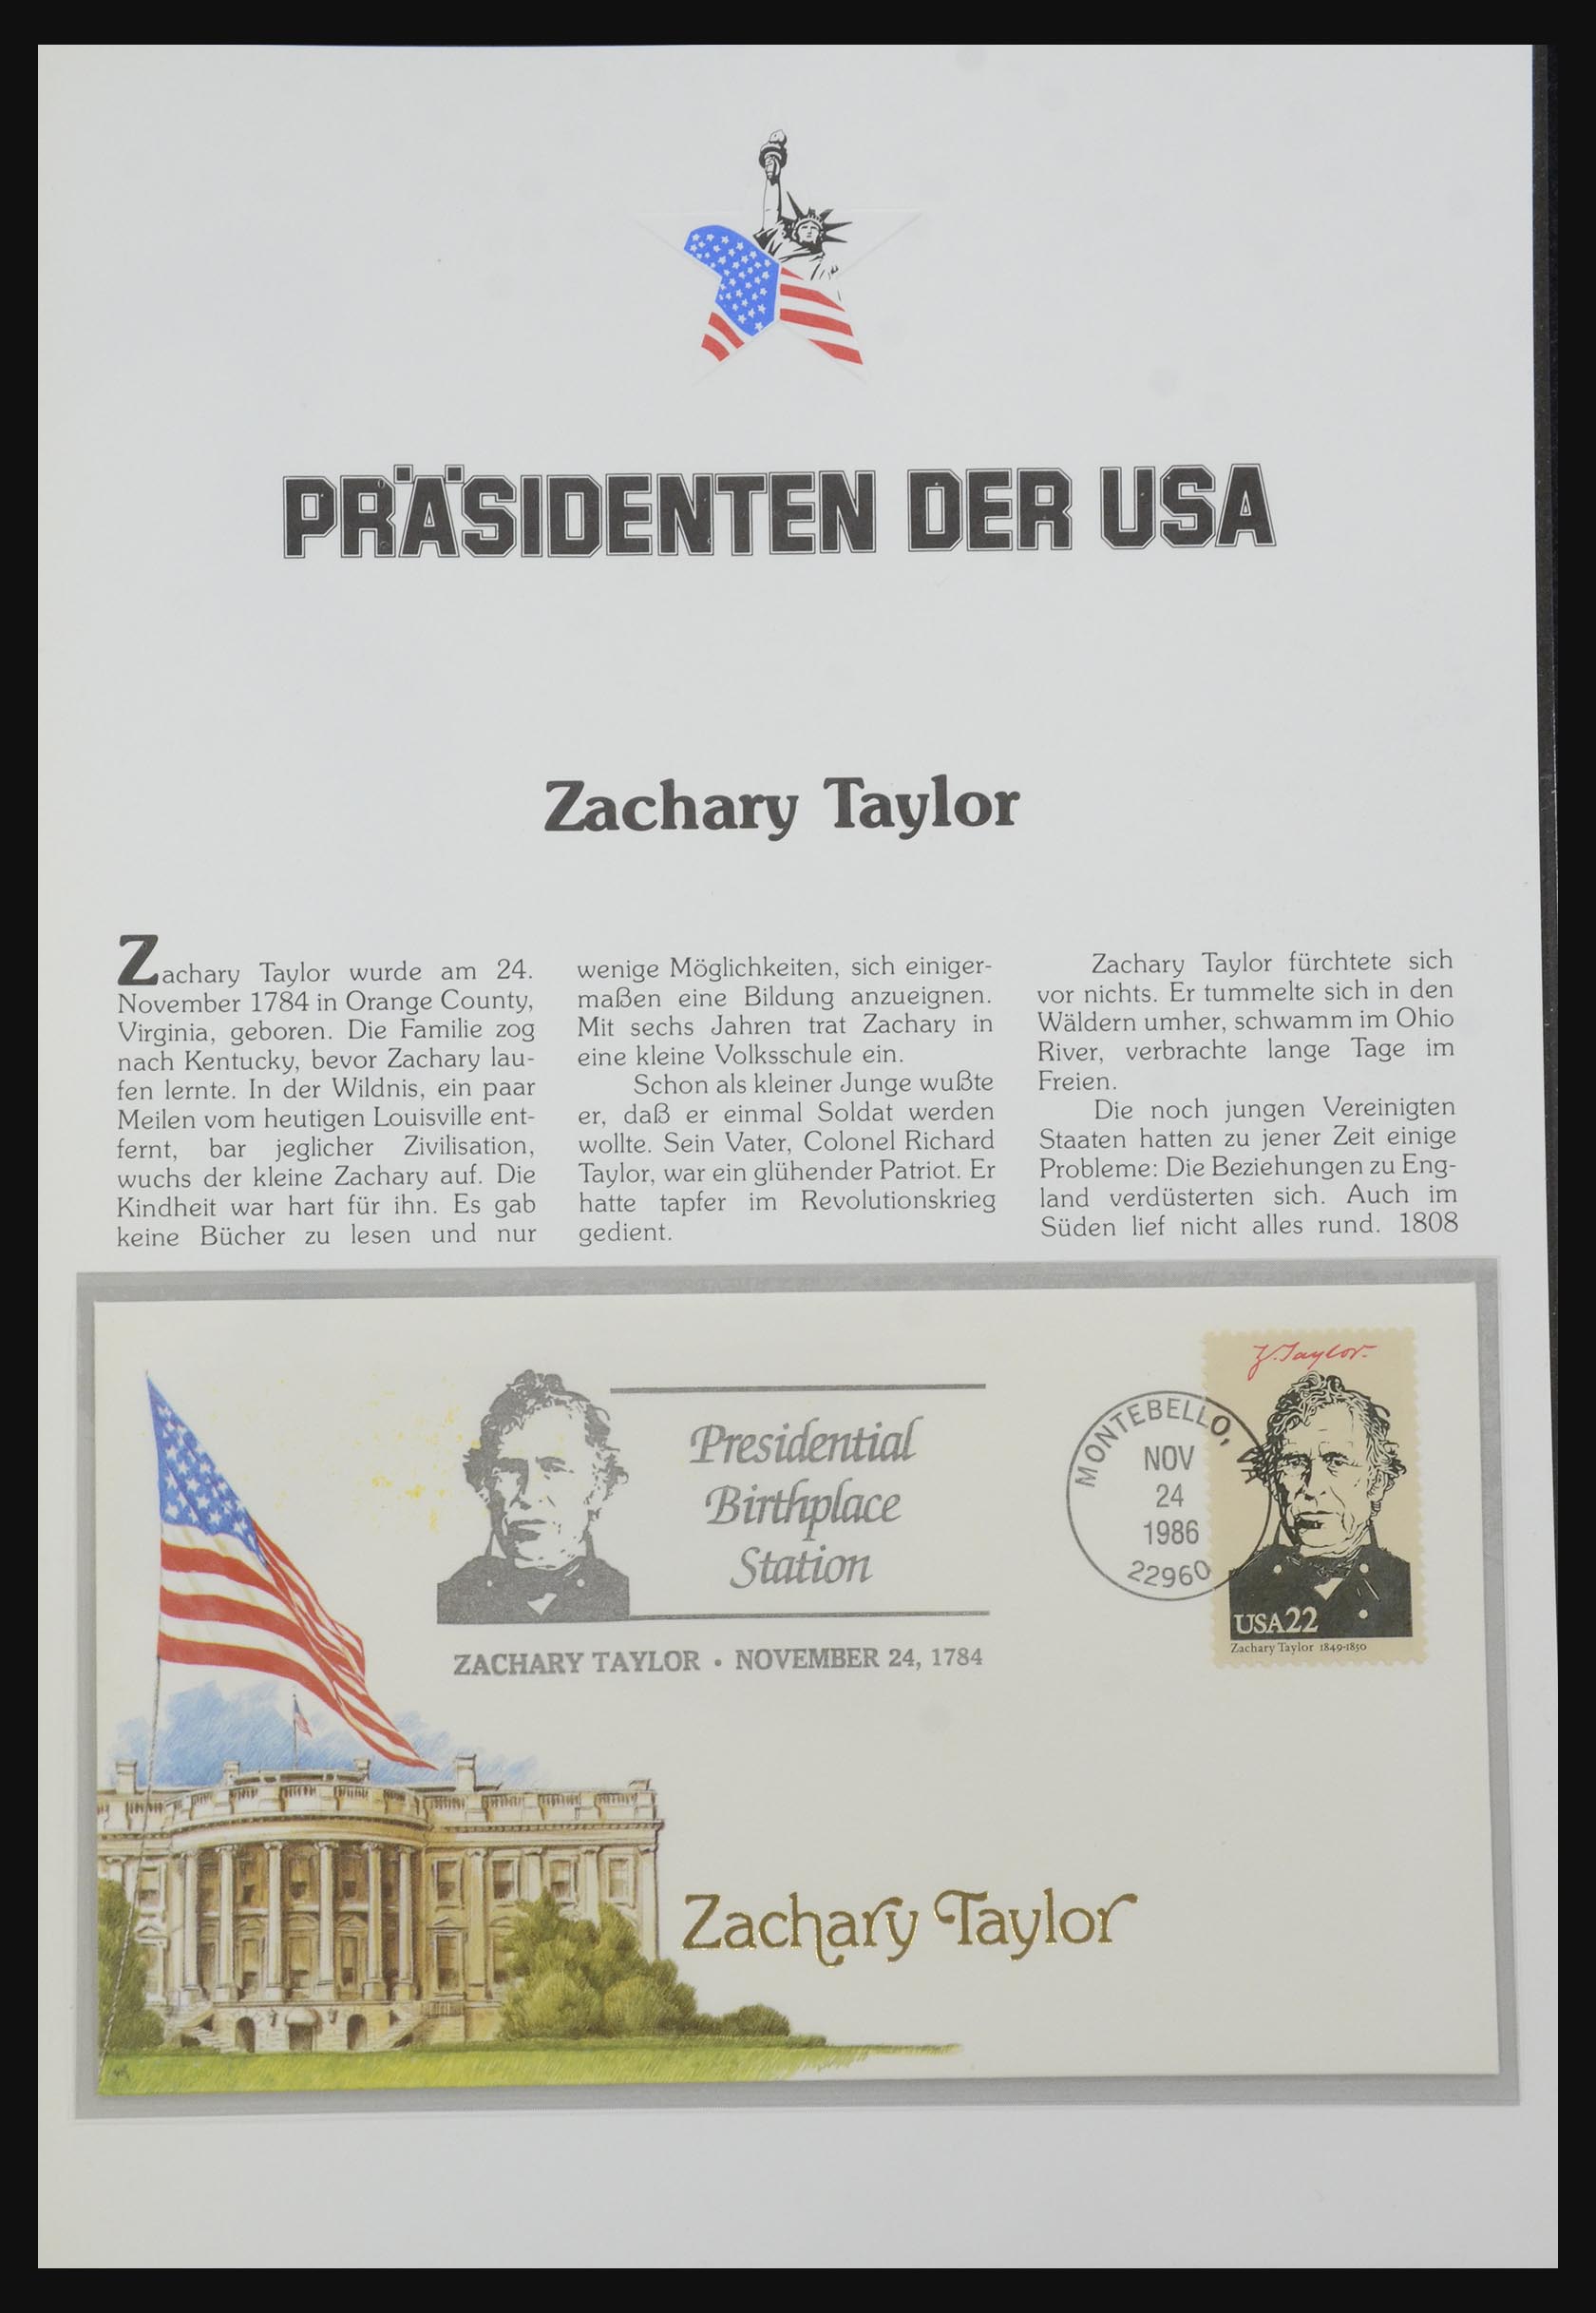 PRÄSIDENTEN DER USA
Zachary Taylor
Zachary Taylor wurde am 24.
November 1784 in Orange County,
Virginia, geboren. Die Familie zog
nach Kentucky, bevor Zachary lau-
fen lernte. In der Wildnis, ein paar
Meilen vom heutigen Louisville ent-
fernt, bar jeglicher Zivilisation,
wuchs der kleine Zachary auf. Die
Kindheit war hart für ihn. Es gab
keine Bücher zu lesen und nur
wenige Möglichkeiten, sich einiger-
maßen eine Bildung anzueignen.
Mit sechs Jahren trat Zachary in
eine kleine Volksschule ein.
Schon als kleiner Junge wußte
er, daß er einmal Soldat werden
wollte. Sein Vater, Colonel Richard
Taylor, war ein glühender Patriot. Er
hatte tapfer im Revolutionskrieg
gedient.
Zachary Taylor fürchtete sich
vor nichts. Er tummelte sich in den
Wäldern umher, schwamm im Ohio
River, verbrachte lange Tage im
Freien.
Die noch jungen Vereinigten
Staaten hatten zu jener Zeit einige
Probleme: Die Beziehungen zu Eng-
land verdüsterten sich. Auch im
Süden lief nicht alles rund. 1808
Presidential
Birthplace
Station
ZACHARY TAYLOR • NOVEMBER 24, 1784
MONTEBELLO,
NOV
24
1986
22960
Z. Taylor.
USA22
Zachary Taylor 1849-1850
Zachary Taylor